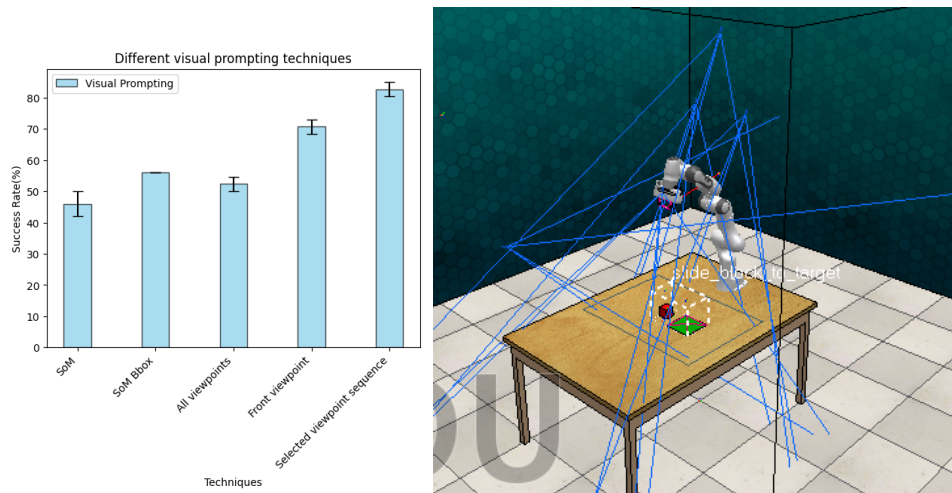 Different visual prompting techniques
Visual Prompting
Success Rate(%)
80
70
60
50
40
30
20
10
0
SoM
SoM Bbox
All viewpoints
Front viewpoint
Selected viewpoint sequence
Techniques
slide_block_to_target
DU